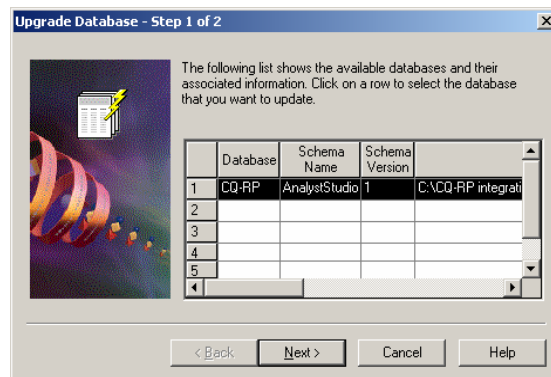 Upgrade Database - Step 1 of 2
The following list shows the available databases and their
associated information. Click on a row to select the database
that you want to update.
Database Schema Name Schema Version
1 CQ-RP AnalystStudio 1 C:\CQ-RP integrati
2
3
4
5
< Back Next > Cancel Help